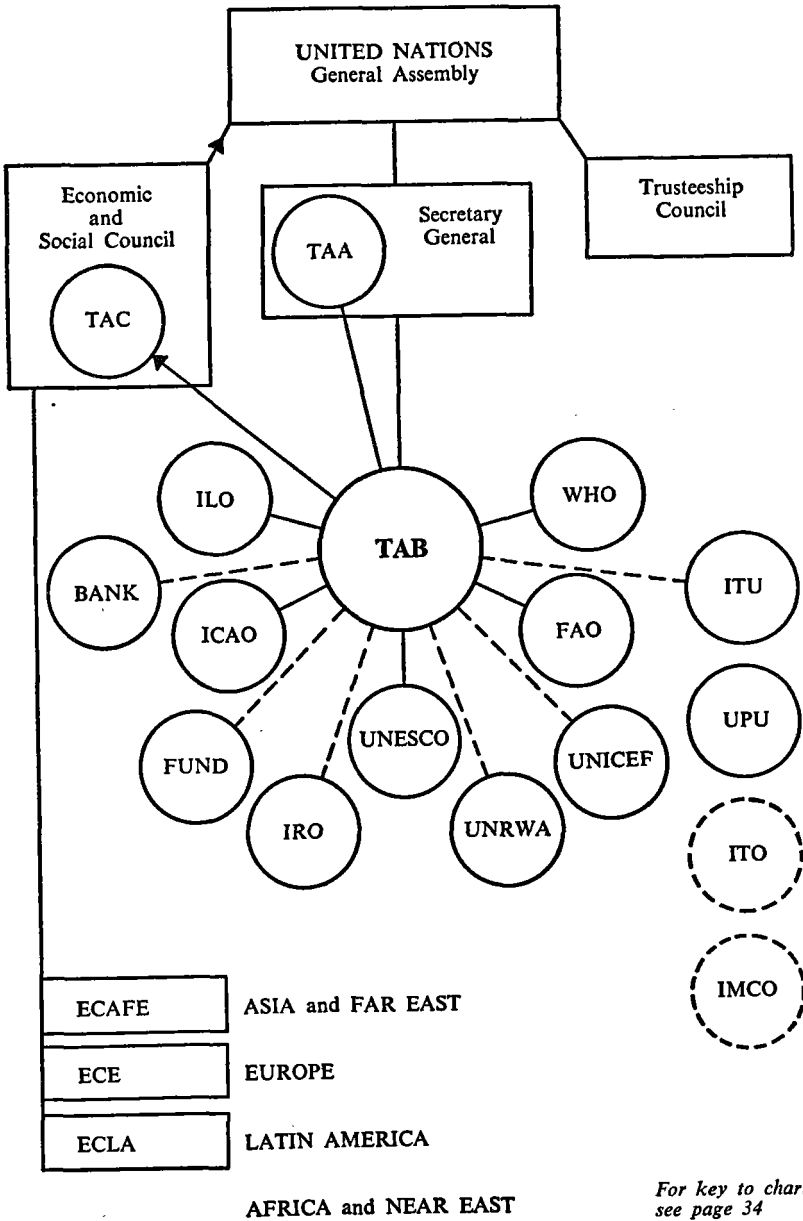 UNITED NATIONS
General Assembly
Economic
and
Social Council
TAC
TAA
Secretary
General
Trusteeship
Council
ILO
WHO
TAB
BANK
ITU
ICAO
FAO
UPU
FUND
UNESCO
UNICEF
IRO
UNRWA
ITO
IMCO
ECAFE ASIA and FAR EAST
ECE EUROPE
ECLA LATIN AMERICA
AFRICA and NEAR EAST
For key to char
see page 34